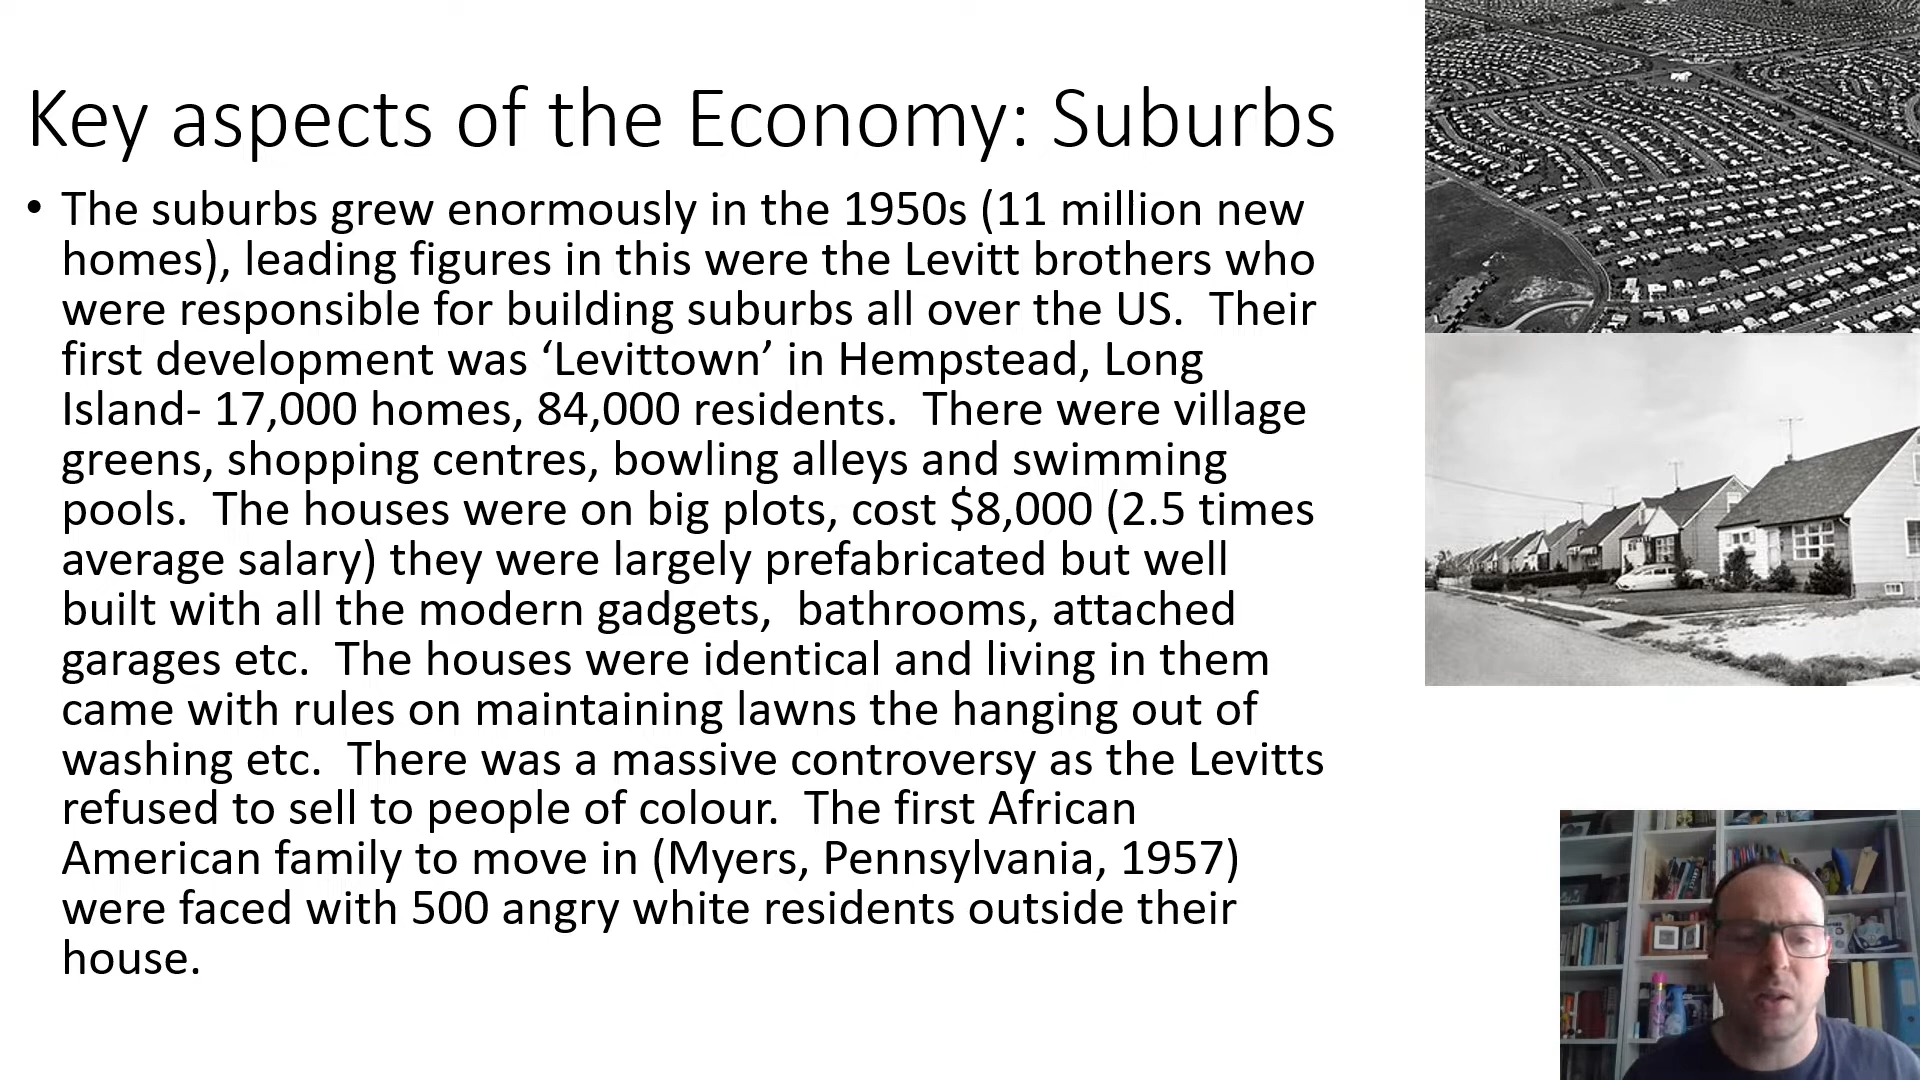 Key aspects of the Economy: Suburbs
• The suburbs grew enormously in the 1950s (11 million new
homes), leading figures in this were the Levitt brothers who
were responsible for building suburbs all over the US.  Their
first development was ‘Levittown’ in Hempstead, Long
Island- 17,000 homes, 84,000 residents.  There were village
greens, shopping centres, bowling alleys and swimming
pools.  The houses were on big plots, cost $8,000 (2.5 times
average salary) they were largely prefabricated but well
built with all the modern gadgets,  bathrooms, attached
garages etc.  The houses were identical and living in them
came with rules on maintaining lawns the hanging out of
washing etc.  There was a massive controversy as the Levitts
refused to sell to people of colour.  The first African
American family to move in (Myers, Pennsylvania, 1957)
were faced with 500 angry white residents outside their
house.